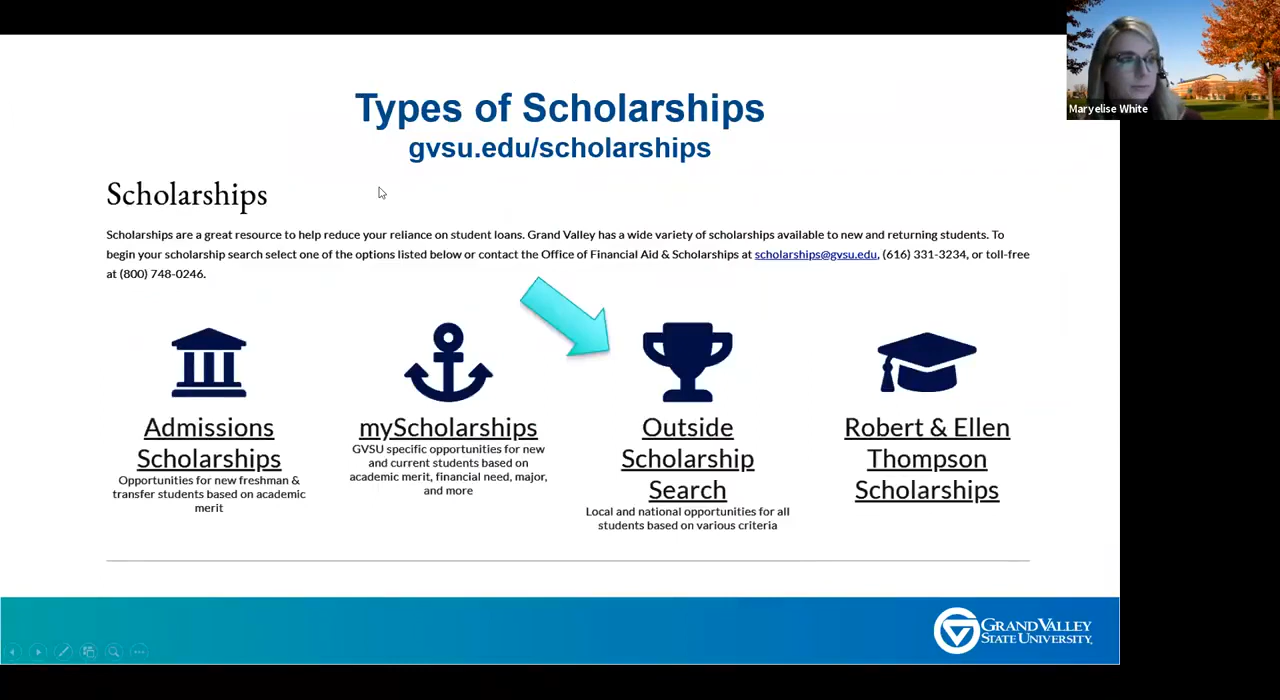 Maryelise White
Types of Scholarships
gvsu.edu/scholarships
Scholarships
Scholarships are a great resource to help reduce your reliance on student loans. Grand Valley has a wide variety of scholarships available to new and returning students. To
begin your scholarship search select one of the options listed below or contact the Office of Financial Aid & Scholarships at scholarships@gvsu.edu, (616) 331-3234, or toll-free
at (800) 748-0246.
Admissions
Scholarships
Opportunities for new freshman &
transfer students based on academic
merit
myScholarships
GVSU specific opportunities for new
and current students based on
academic merit, financial need, major,
and more
Outside
Scholarship
Search
Local and national opportunities for all
students based on various criteria
Robert & Ellen
Thompson
Scholarships
GRAND VALLEY
STATE UNIVERSITY.